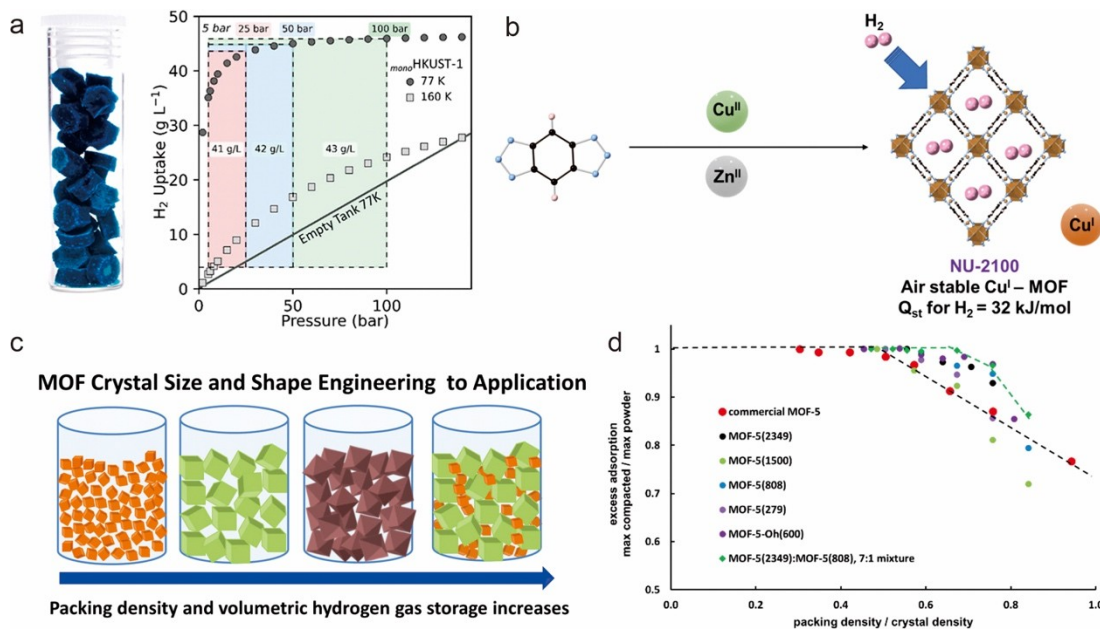 a
H₂ Uptake (g L⁻¹)
60
50
40
30
20
10
0
5 bar
25 bar
50 bar
100 bar
monoHKUST-1
77 K
160 K
41 g/L
42 g/L
43 g/L
Empty Tank 77K
0
50
100
Pressure (bar)
b
Cuᴵᴵ
Znᴵᴵ
H₂
Cuᴵ
NU-2100
Air stable Cuᴵ – MOF
Qst for H₂ = 32 kJ/mol
c
MOF Crystal Size and Shape Engineering to Application
Packing density and volumetric hydrogen gas storage increases
d
excess adsorption
max compacted / max powder
1
0.9
0.8
0.7
0.6
0.5
commercial MOF-5
MOF-5(2349)
MOF-5(1500)
MOF-5(808)
MOF-5(279)
MOF-5-Oh(600)
MOF-5(2349):MOF-5(808), 7:1 mixture
0.0
0.2
0.4
0.6
0.8
1.0
packing density / crystal density